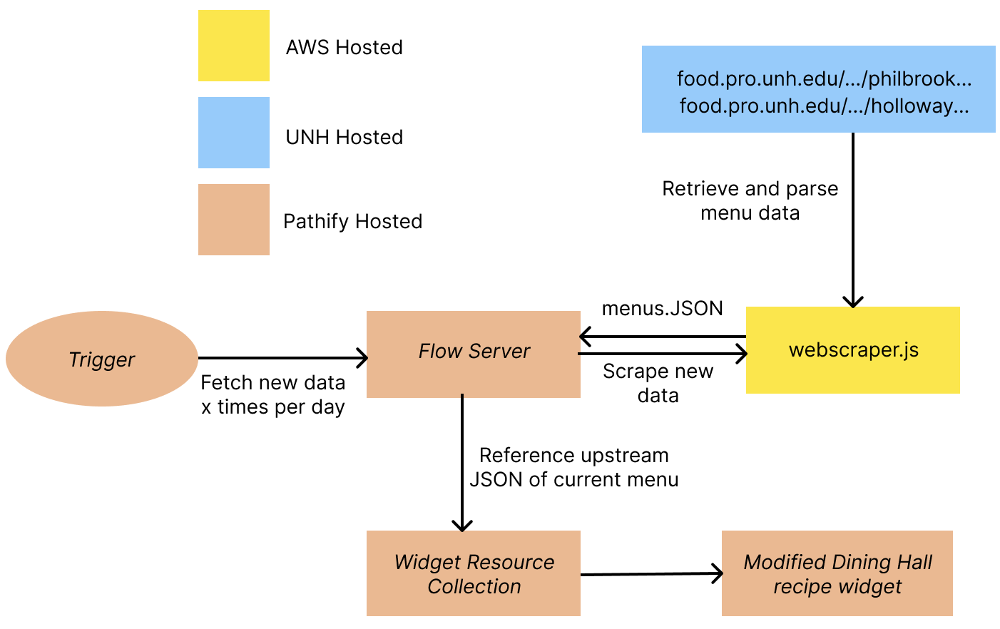 AWS Hosted
UNH Hosted
Pathify Hosted
food.pro.unh.edu/.../philbrook...
food.pro.unh.edu/.../holloway...
Retrieve and parse
menu data
Trigger
Fetch new data
x times per day
Flow Server
menus.JSON
Scrape new
data
webscraper.js
Reference upstream
JSON of current menu
Widget Resource
Collection
Modified Dining Hall
recipe widget